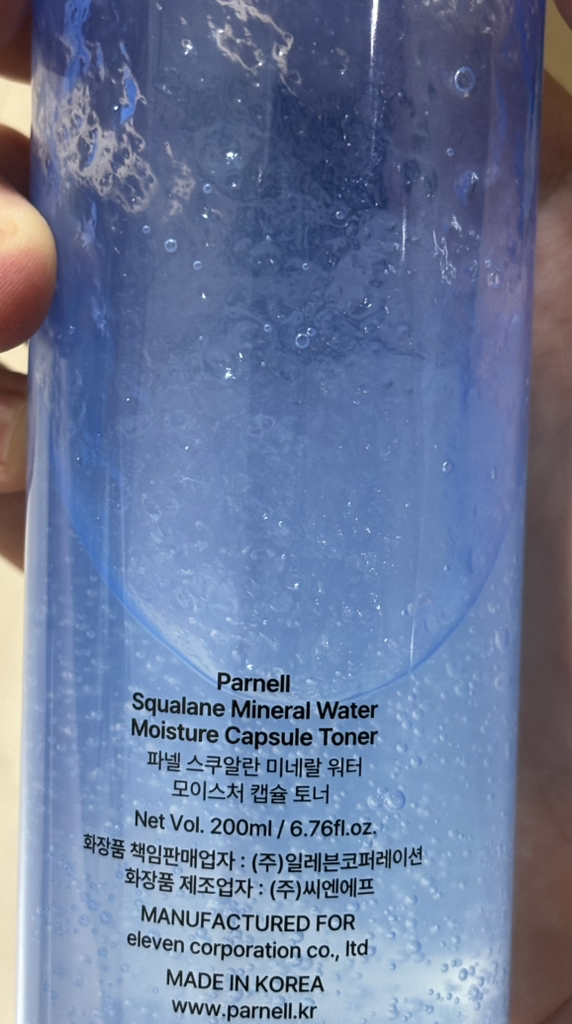 Parnell
Squalane Mineral Water
Moisture Capsule Toner
파넬 스쿠알란 미네랄 워터
모이스처 캡슐 토너
Net Vol. 200ml / 6.76fl.oz.
화장품 책임판매업자 : (주)일레븐코퍼레이션
화장품 제조업자 : (주)씨엔에프
MANUFACTURED FOR
eleven corporation co., ltd
MADE IN KOREA
www.parnell.kr